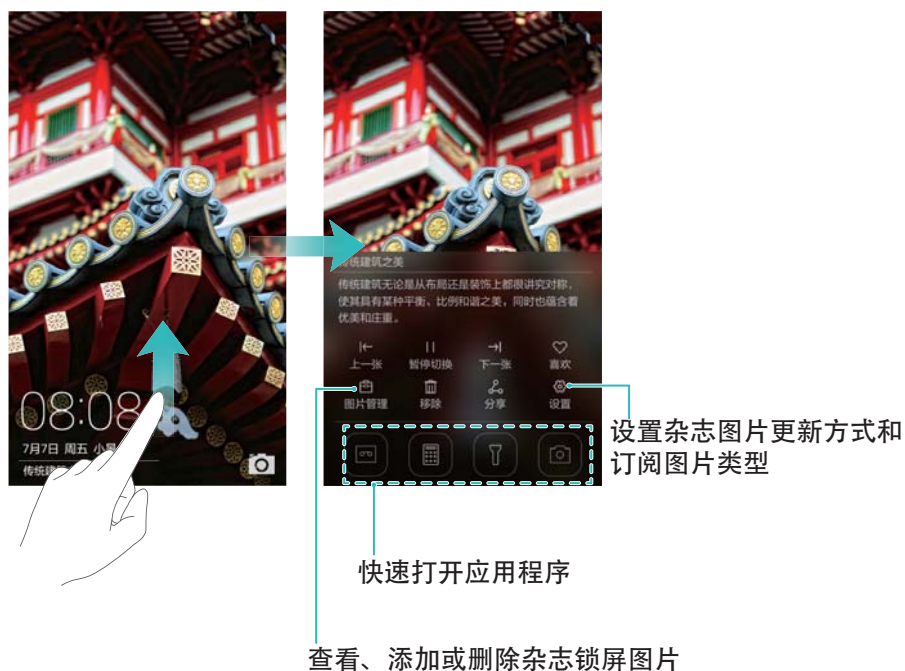 08:08
7月7日 周五 小
传统建
传统建筑之美
传统建筑无论是从布局还是装饰上都很讲究对称，
使其具有某种平衡、比例和谐之美，同时也蕴含着
优美和庄重。
上一张 暂停切换 下一张 喜欢
图片管理 移除 分享 设置
设置杂志图片更新方式和
订阅图片类型
快速打开应用程序
查看、添加或删除杂志锁屏图片